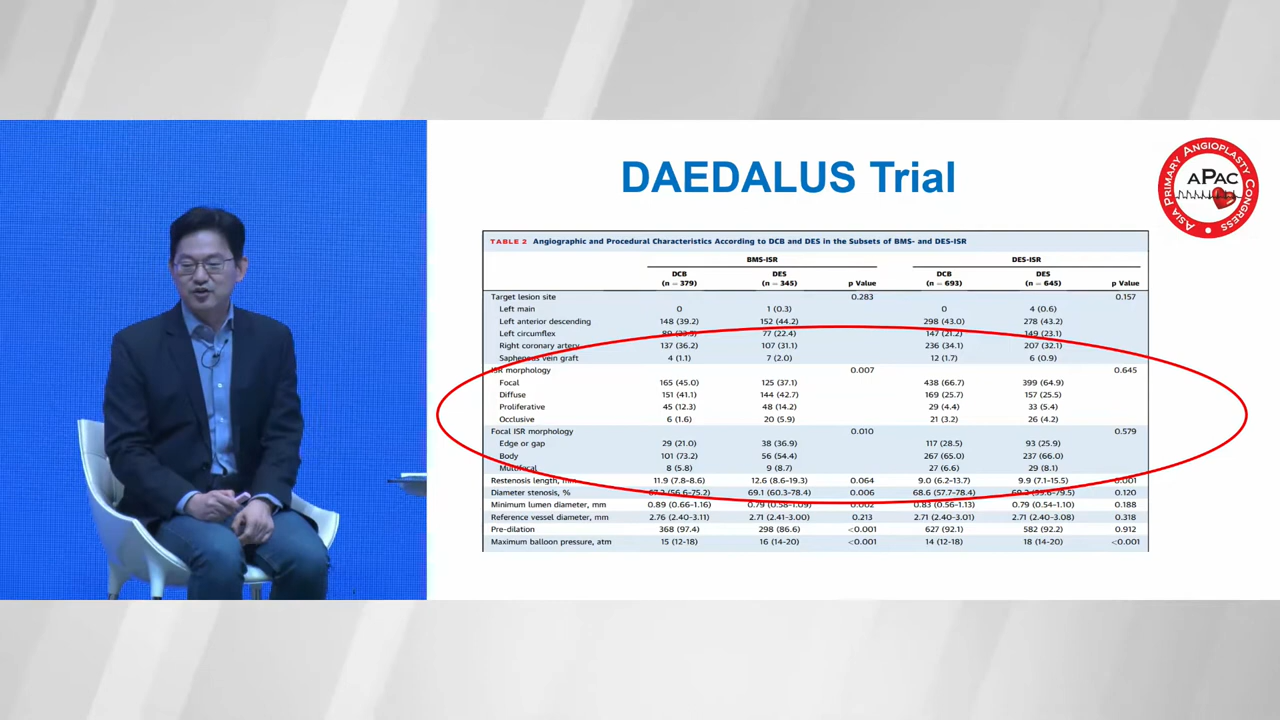 DAEDALUS Trial
ASIA PRIMARY ANGIOPLASTY CONGRESS
aPAC
TABLE 2 Angiographic and Procedural Characteristics According to DCB and DES in the Subsets of BMS- and DES-ISR
BMS-ISR DES-ISR
DCB DES DCB DES
(n = 379) (n = 345) p Value (n = 693) (n = 645) p Value
Target lesion site 0.283 0.157
Left main 0 1 (0.3) 0 4 (0.6)
Left anterior descending 148 (39.2) 152 (44.2) 298 (43.0) 278 (43.2)
Left circumflex 89 77 (22.4) 147 (21.2) 149 (23.1)
Right coronary artery 137 (36.2) 107 (31.1) 236 (34.1) 207 (32.1)
Saphenous vein graft 4 (1.1) 7 (2.0) 12 (1.7) 6 (0.9)
ISR morphology 0.007 0.645
Focal 165 (45.0) 125 (37.1) 438 (66.7) 399 (64.9)
Diffuse 151 (41.1) 144 (42.7) 169 (25.7) 157 (25.5)
Proliferative 45 (12.3) 48 (14.2) 29 (4.4) 33 (5.4)
Occlusive 6 (1.6) 20 (5.9) 21 (3.2) 26 (4.2)
Focal ISR morphology 0.010 0.579
Edge or gap 29 (21.0) 38 (36.9) 117 (28.5) 93 (25.9)
Body 101 (73.2) 56 (54.4) 267 (65.0) 237 (66.0)
Multifocal 8 (5.8) 9 (8.7) 27 (6.6) 29 (8.1)
Restenosis length, 11.9 (7.8-8.6) 12.6 (8.6-19.3) 0.064 9.0 (6.2-13.7) 9.9 (7.1-15.5) 0.001
Diameter stenosis, % 69.1 (60.3-78.4) 0.006 68.6 (57.7-78.4) 0.120
Minimum lumen diameter, mm 0.89 (0.66-1.16) 0.79 (0.58-1.09) 0.002 0.83 (0.56-1.13) 0.79 (0.54-1.10) 0.188
Reference vessel diameter, mm 2.76 (2.40-3.11) 2.71 (2.41-3.00) 0.213 2.71 (2.40-3.01) 2.71 (2.40-3.08) 0.318
Pre-dilation 368 (97.4) 298 (86.6) <0.001 627 (92.1) 582 (92.2) 0.912
Maximum balloon pressure, atm 15 (12-18) 16 (14-20) <0.001 14 (12-18) 18 (14-20) <0.001